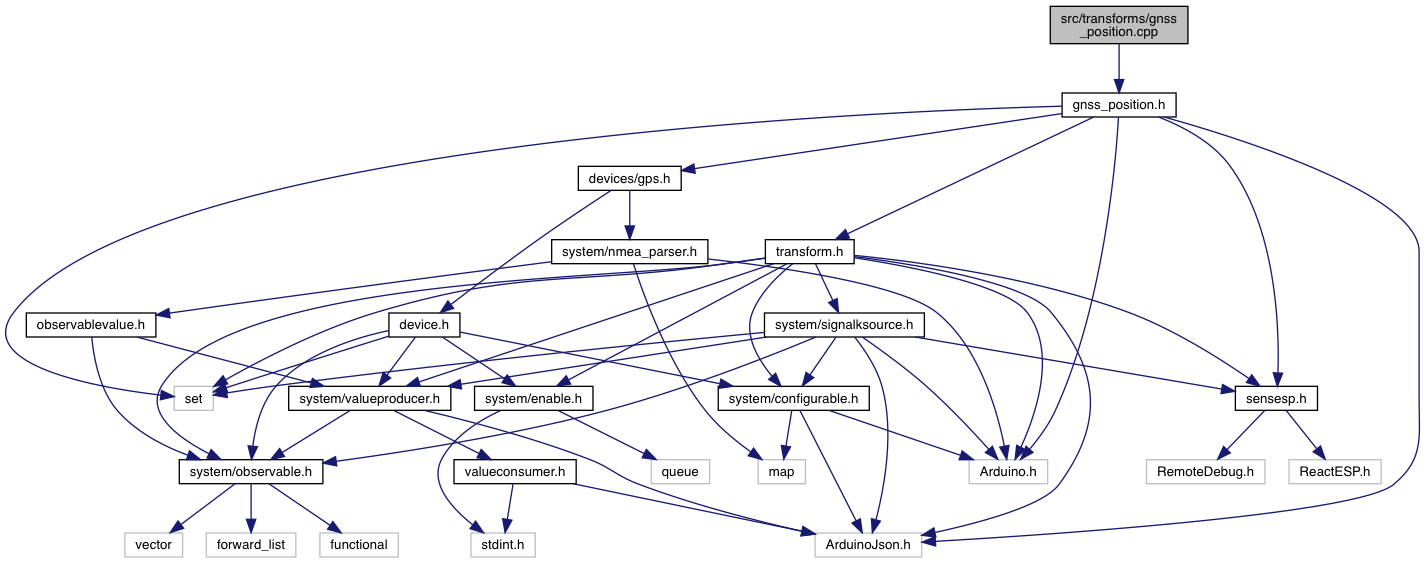 src/transforms/gnss
_position.cpp
gnss_position.h
devices/gps.h
system/nmea_parser.h
transform.h
observablevalue.h
device.h
system/signalksource.h
set
system/valueproducer.h
system/enable.h
system/configurable.h
sensesp.h
system/observable.h
valueconsumer.h
queue
map
Arduino.h
RemoteDebug.h
ReactESP.h
vector
forward_list
functional
stdint.h
ArduinoJson.h